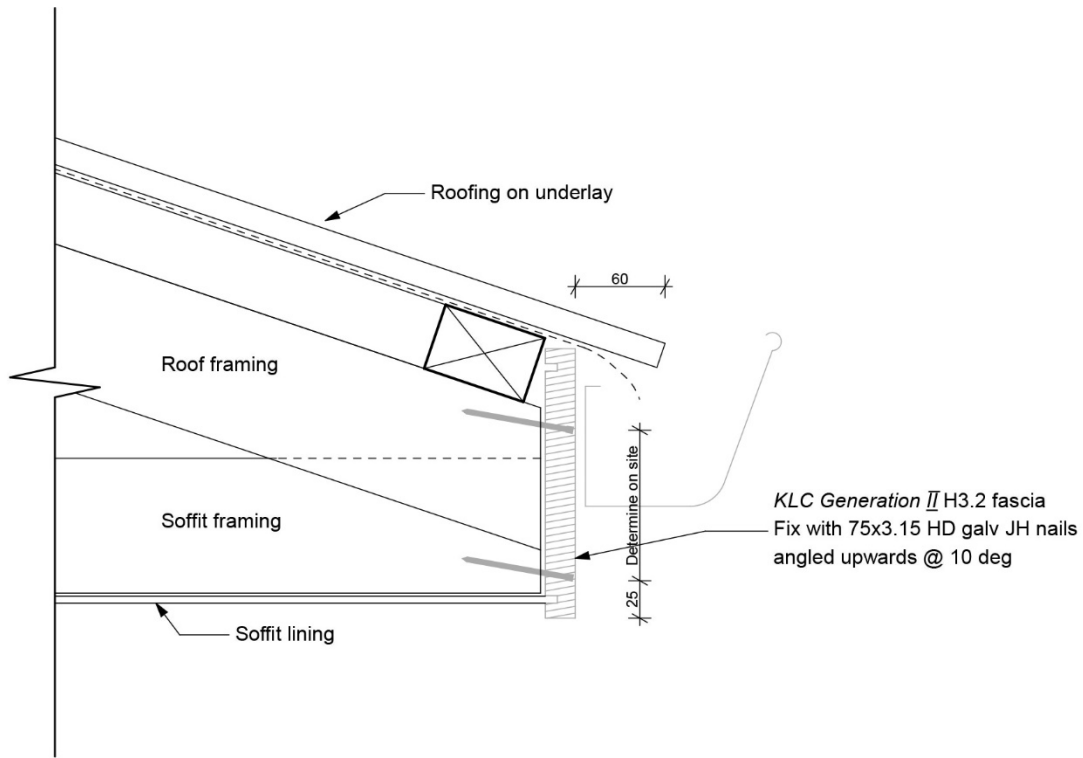 Roofing on underlay
60
Roof framing
Determine on site
Soffit framing
KLC Generation II H3.2 fascia
Fix with 75x3.15 HD galv JH nails
angled upwards @ 10 deg
25
Soffit lining